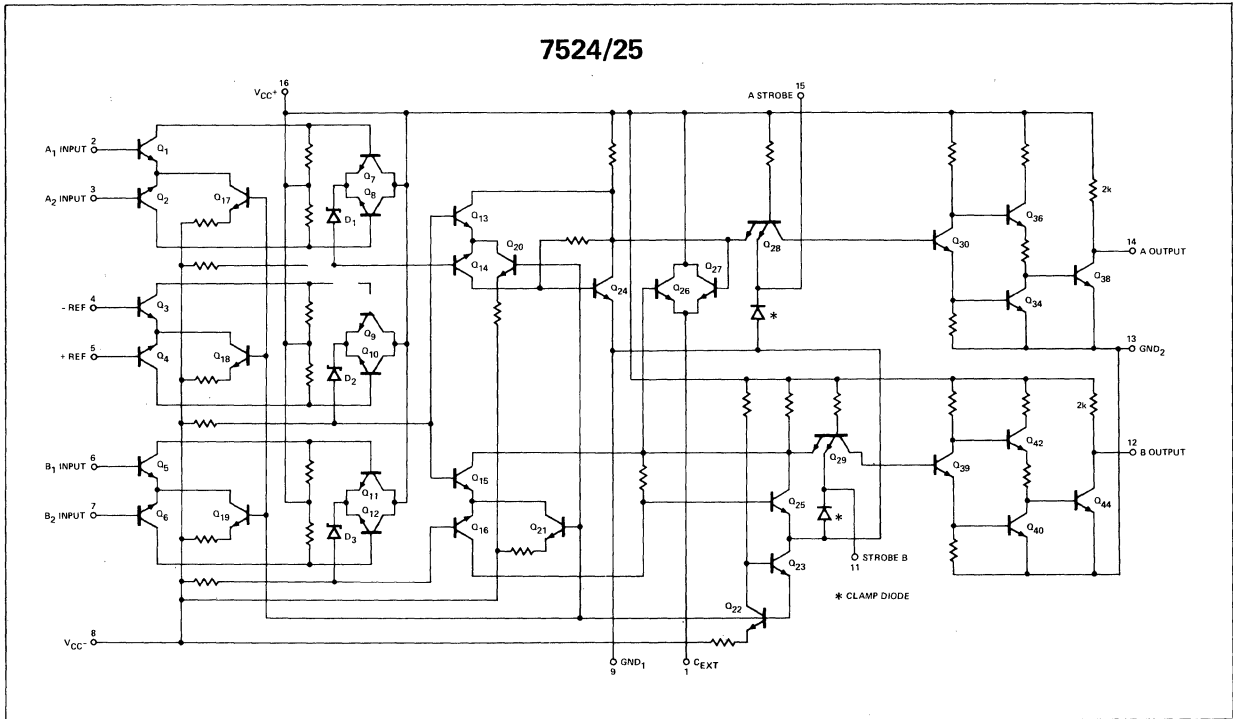 7524/25
16
VCC+
A STROBE
15
2
A1 INPUT
Q1
3
A2 INPUT
Q2
Q17
Q7
Q8
D1
Q13
Q14
Q20
Q24
Q26
Q27
Q28
*
Q30
Q36
Q34
2k
Q38
14
A OUTPUT
13
GND2
4
- REF
Q3
5
+ REF
Q4
Q18
Q9
Q10
D2
6
B1 INPUT
Q5
7
B2 INPUT
Q6
Q19
Q11
Q12
D3
Q15
Q16
Q21
Q25
Q29
*
Q23
Q22
STROBE B
11
* CLAMP DIODE
Q39
Q42
Q40
2k
Q44
12
B OUTPUT
8
VCC-
GND1
9
CEXT
1